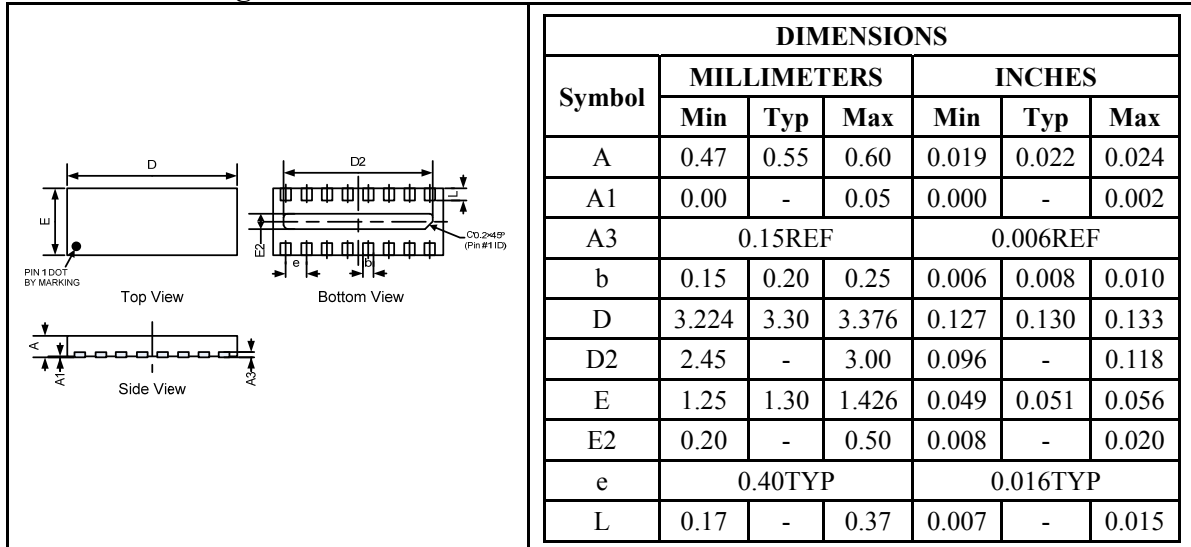 D
E
PIN 1 DOT
BY MARKING
Top View
D2
L
E2
e
b
C0.2×45°
(Pin #1 ID)
Bottom View
A
A1
A3
Side View
DIMENSIONS
Symbol MILLIMETERS INCHES
Min Typ Max Min Typ Max
A 0.47 0.55 0.60 0.019 0.022 0.024
A1 0.00 - 0.05 0.000 - 0.002
A3 0.15REF 0.006REF
b 0.15 0.20 0.25 0.006 0.008 0.010
D 3.224 3.30 3.376 0.127 0.130 0.133
D2 2.45 - 3.00 0.096 - 0.118
E 1.25 1.30 1.426 0.049 0.051 0.056
E2 0.20 - 0.50 0.008 - 0.020
e 0.40TYP 0.016TYP
L 0.17 - 0.37 0.007 - 0.015